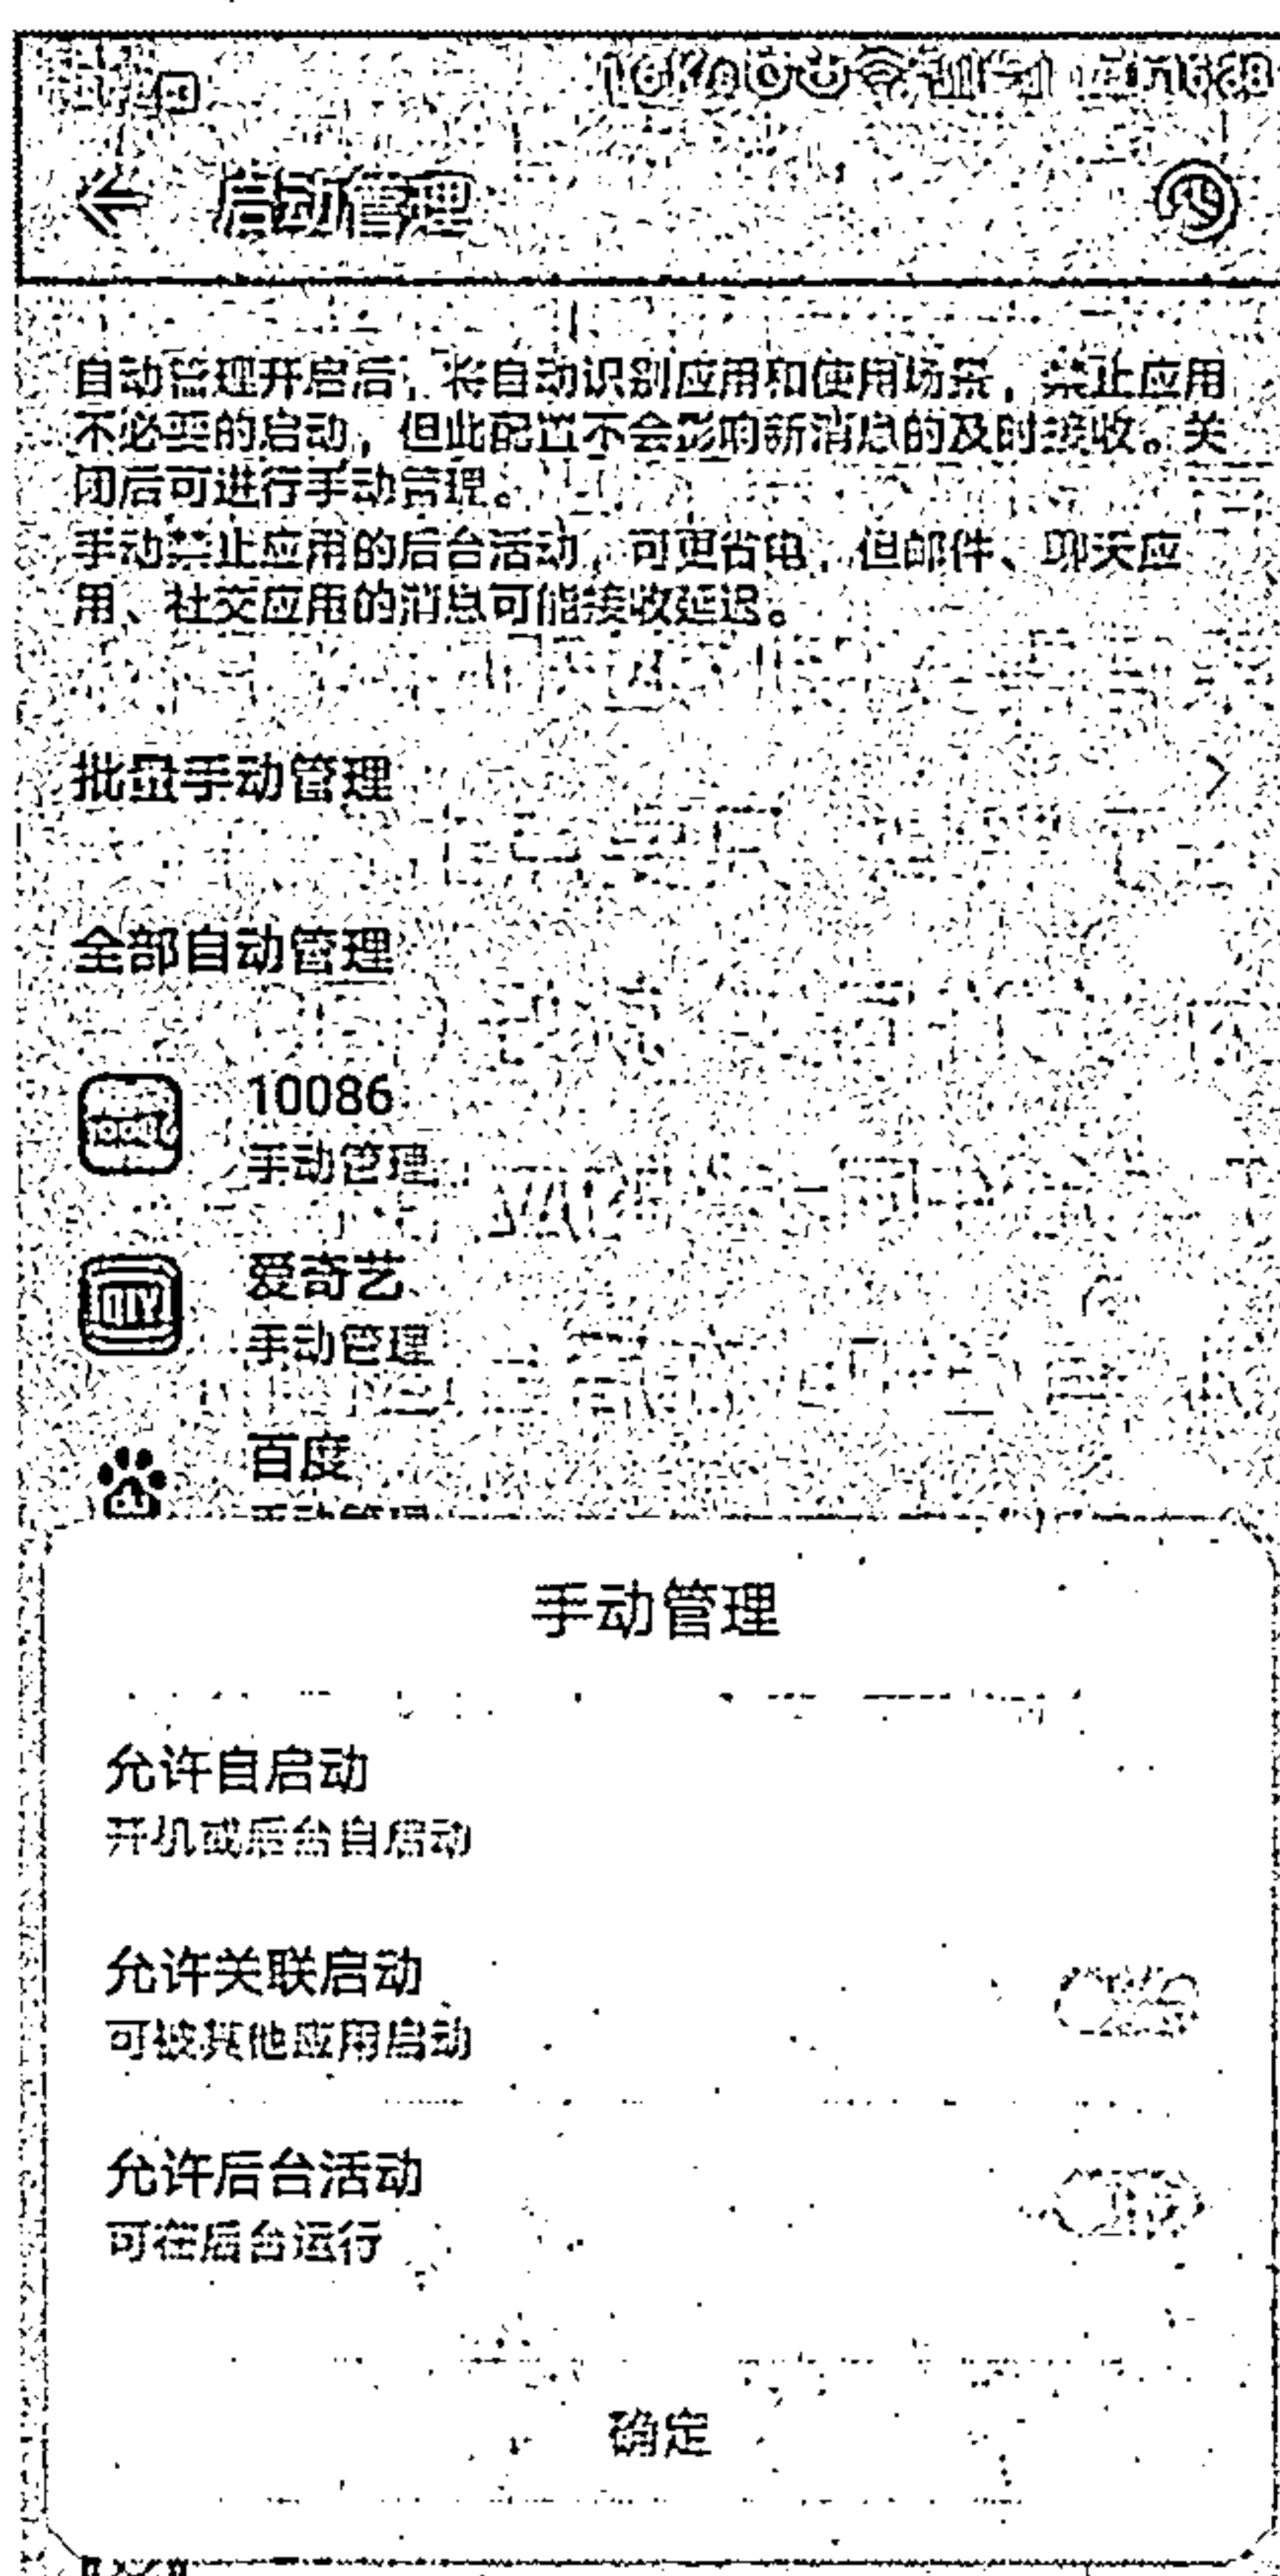 启动管理
自动管理开启后，将自动识别应用和使用场景，禁止应用
不必要的启动，但此配置不会影响新消息的及时接收。关
闭后可进行手动管理。
手动禁止应用的后台活动，可更省电，但邮件、聊天应
用、社交应用的消息可能接收延迟。
批量手动管理
全部自动管理
10086
手动管理
爱奇艺
手动管理
百度
手动管理
手动管理
允许自启动
开机或后台自启动
允许关联启动
可被其他应用启动
允许后台活动
可在后台运行
确定